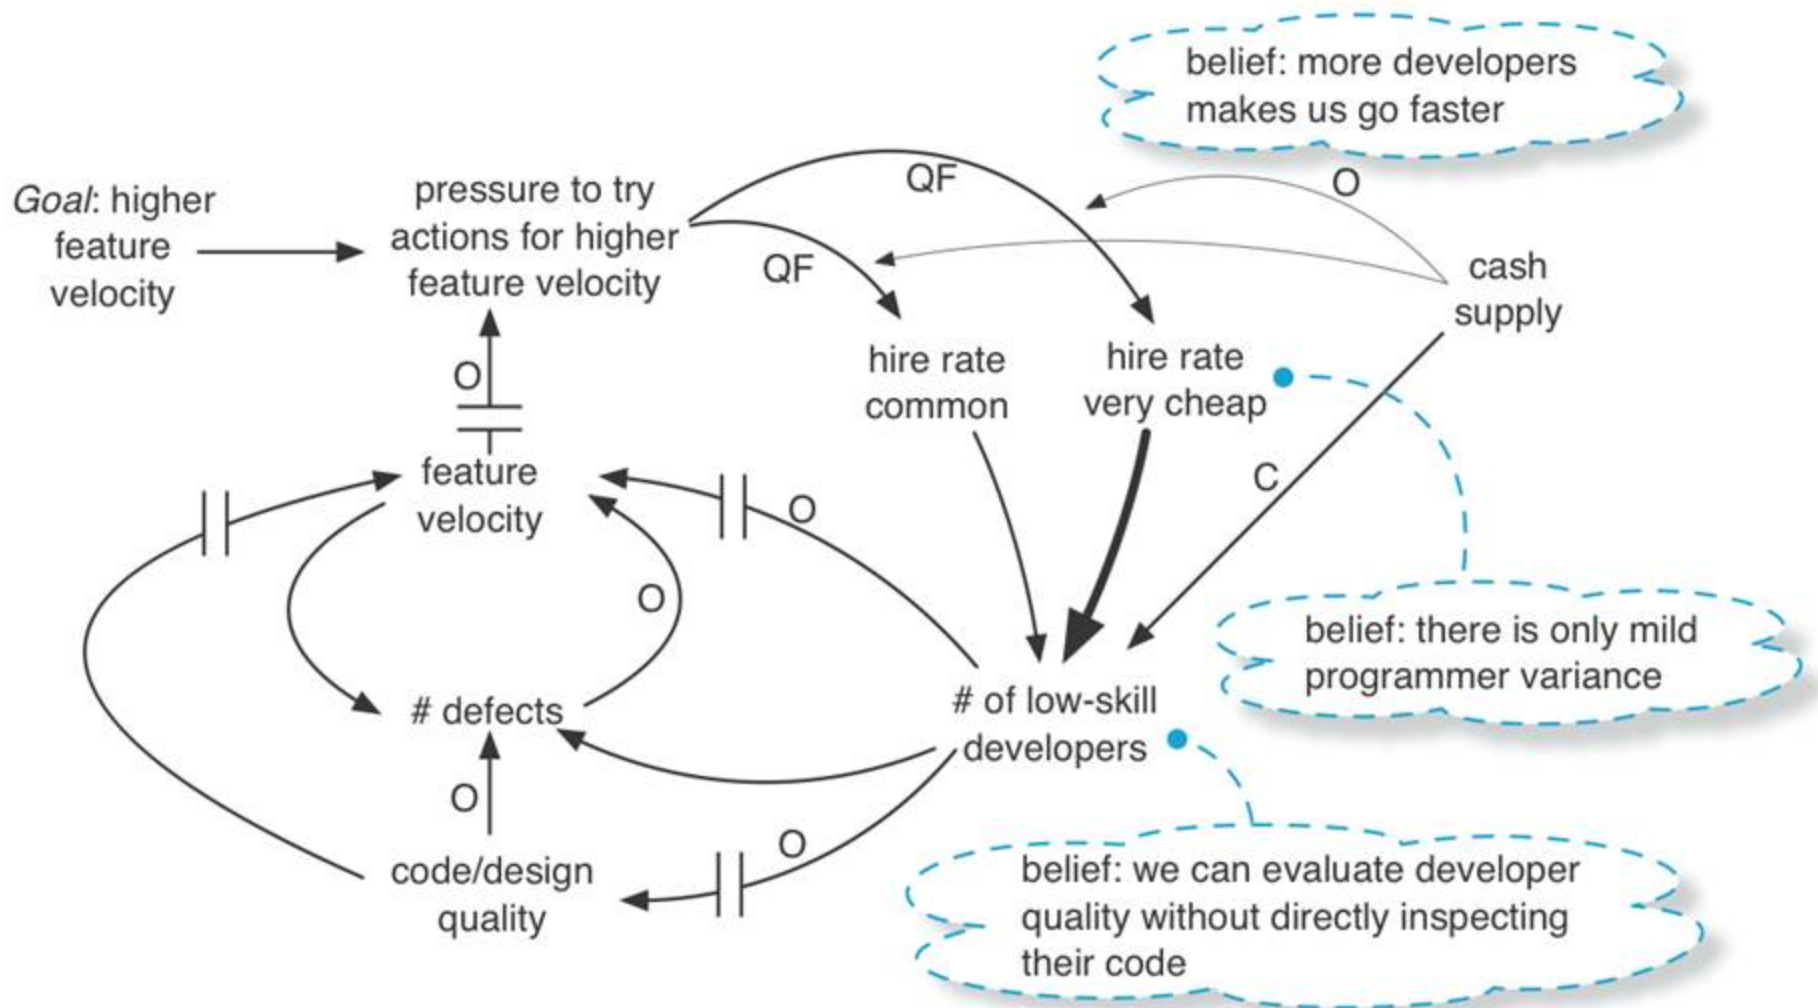 belief: more developers
makes us go faster
Goal: higher
feature
velocity
pressure to try
actions for higher
feature velocity
QF
QF
O
cash
supply
hire rate
common
hire rate
very cheap
O
C
feature
velocity
O
O
belief: there is only mild
programmer variance
# defects
# of low-skill
developers
O
O
code/design
quality
belief: we can evaluate developer
quality without directly inspecting
their code